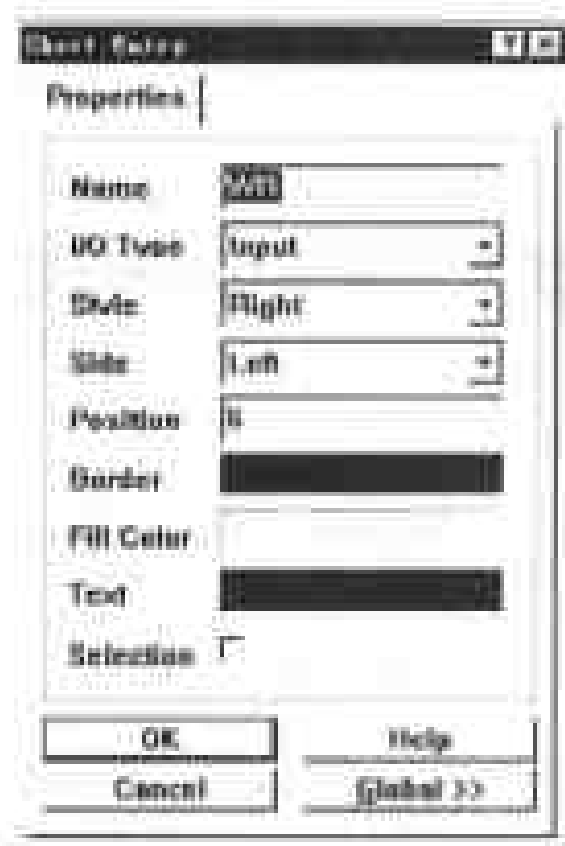 Sheet Entry
Properties
Name
I/O Type Input
Style Right
Side Left
Position
Border
Fill Color
Text
Selection
OK Help
Cancel Global >>